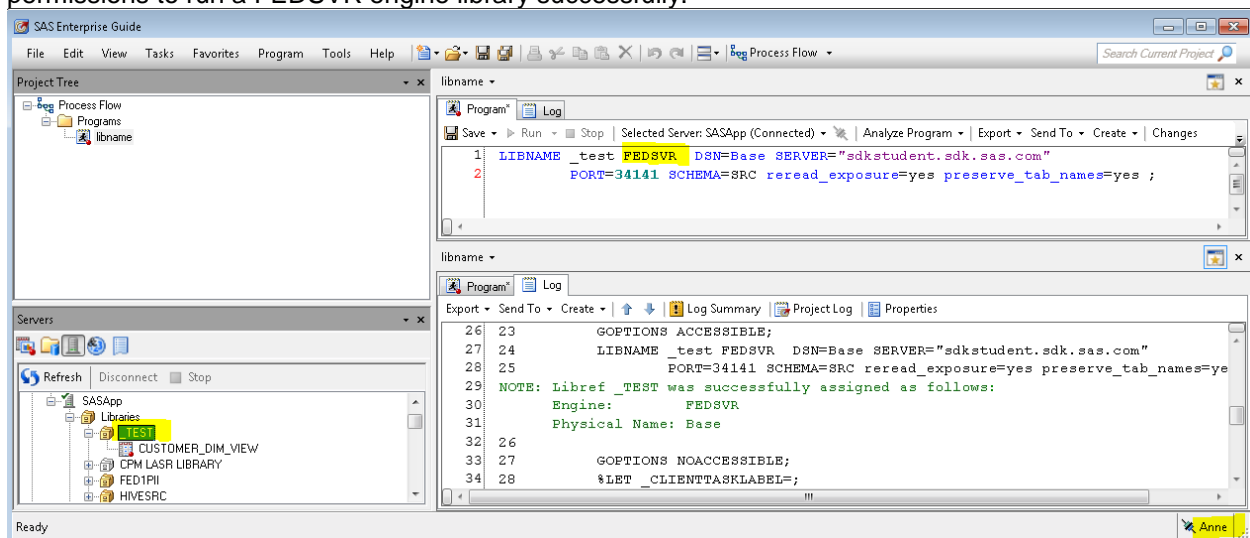 permissions to run a FEDSVR engine library successfully.
SAS Enterprise Guide
File Edit View Tasks Favorites Program Tools Help Process Flow Search Current Project
Project Tree
Process Flow
Programs
libname
libname
Program* Log
Save Run Stop Selected Server: SASApp (Connected) Analyze Program Export Send To Create Changes
1 LIBNAME _test FEDSVR DSN=Base SERVER="sdkstudent.sdk.sas.com"
2 PORT=34141 SCHEMA=SRC reread_exposure=yes preserve_tab_names=yes ;
libname
Program* Log
Export Send To Create Log Summary Project Log Properties
26 23 GOPTIONS ACCESSIBLE;
27 24 LIBNAME _test FEDSVR DSN=Base SERVER="sdkstudent.sdk.sas.com"
28 25 PORT=34141 SCHEMA=SRC reread_exposure=yes preserve_tab_names=ye
29 NOTE: Libref _TEST was successfully assigned as follows:
30 Engine: FEDSVR
31 Physical Name: Base
32 26
33 27 GOPTIONS NOACCESSIBLE;
34 28 %LET _CLIENTTASKLABEL=;
Servers
Refresh Disconnect Stop
SASApp
Libraries
_TEST
CUSTOMER_DIM_VIEW
CPM LASR LIBRARY
FED1PII
HIVESRC
Ready
Anne